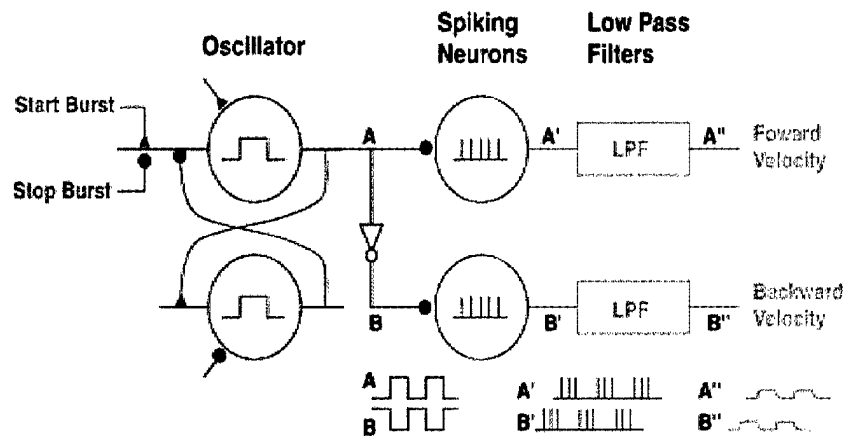 Oscillator
Spiking
Neurons
Low Pass
Filters
Start Burst
Stop Burst
A
A'
LPF
A"
Foward
Velocity
B
B'
LPF
B"
Backward
Velocity
A
B
A'
B'
A"
B"